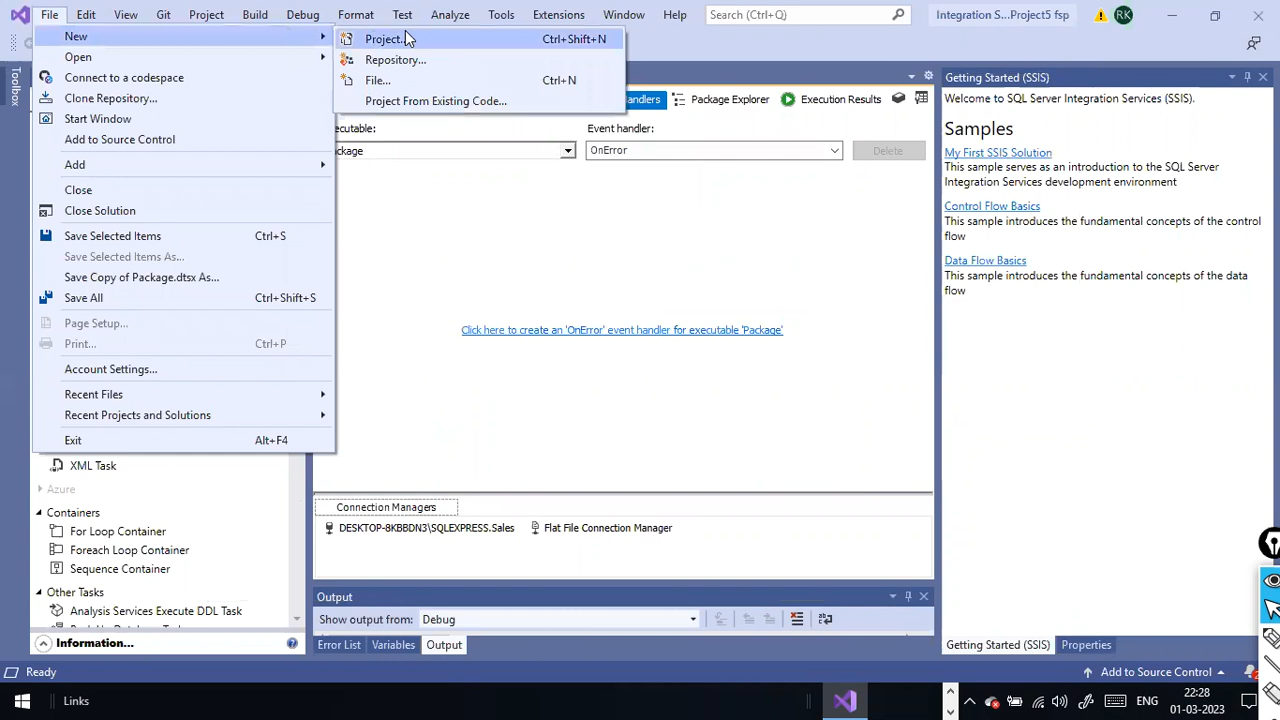 File Edit View Git Project Build Debug Format Test Analyze Tools Extensions Window Help Search (Ctrl+Q) Integration S...Project5 fsp RK
New
Project... Ctrl+Shift+N
Open
Repository... 
Connect to a codespace
File... Ctrl+N
Clone Repository...
Project From Existing Code...
Start Window
Add to Source Control
Add
Close
Close Solution
Save Selected Items Ctrl+S
Save Selected Items As...
Save Copy of Package.dtsx As...
Save All Ctrl+Shift+S
Page Setup...
Print... Ctrl+P
Account Settings...
Recent Files
Recent Projects and Solutions
Exit Alt+F4
Toolbox
Handlers Package Explorer Execution Results
Event handler:
OnError Delete
Click here to create an 'OnError' event handler for executable 'Package'
Getting Started (SSIS)
Welcome to SQL Server Integration Services (SSIS).
Samples
My First SSIS Solution
This sample serves as an introduction to the SQL Server
Integration Services development environment
Control Flow Basics
This sample introduces the fundamental concepts of the control
flow
Data Flow Basics
This sample introduces the fundamental concepts of the data
flow
XML Task
Azure
Containers
For Loop Container
Foreach Loop Container
Sequence Container
Other Tasks
Analysis Services Execute DDL Task
Information...
Connection Managers
DESKTOP-8KBBDN3\SQLEXPRESS.Sales Flat File Connection Manager
Output
Show output from: Debug
Error List Variables Output
Getting Started (SSIS) Properties
Ready
Add to Source Control
Links
ENG
22:28
01-03-2023